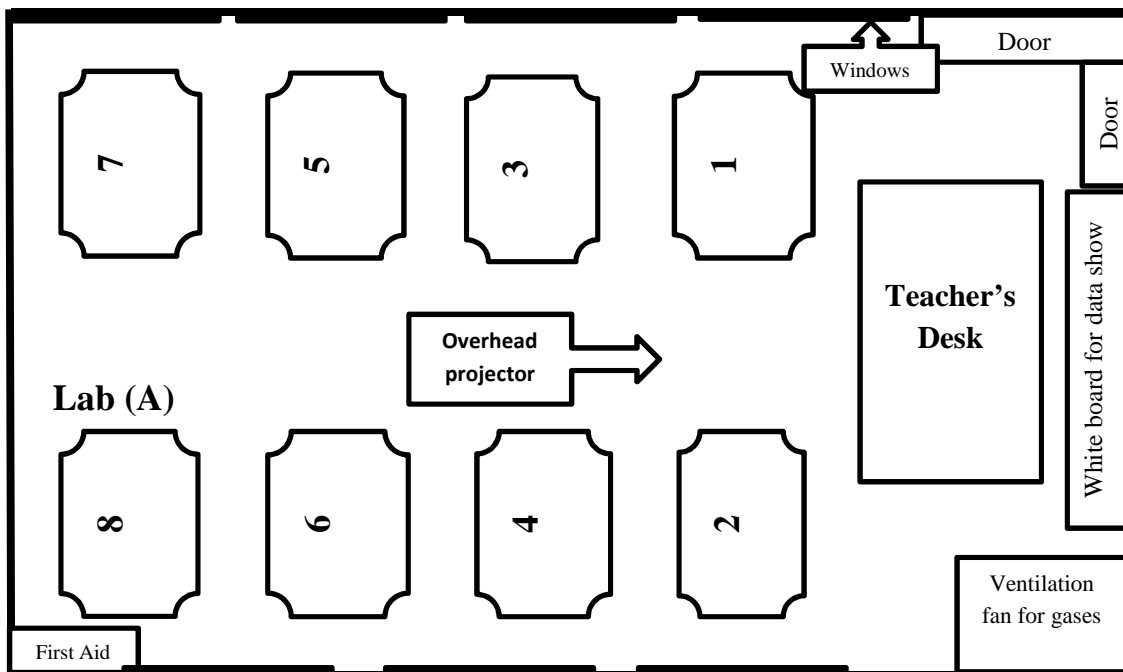 Door
Windows
Door
7
5
3
1
Teacher's
Desk
White board for data show
Overhead
projector
Lab (A)
8
6
4
2
Ventilation
fan for gases
First Aid